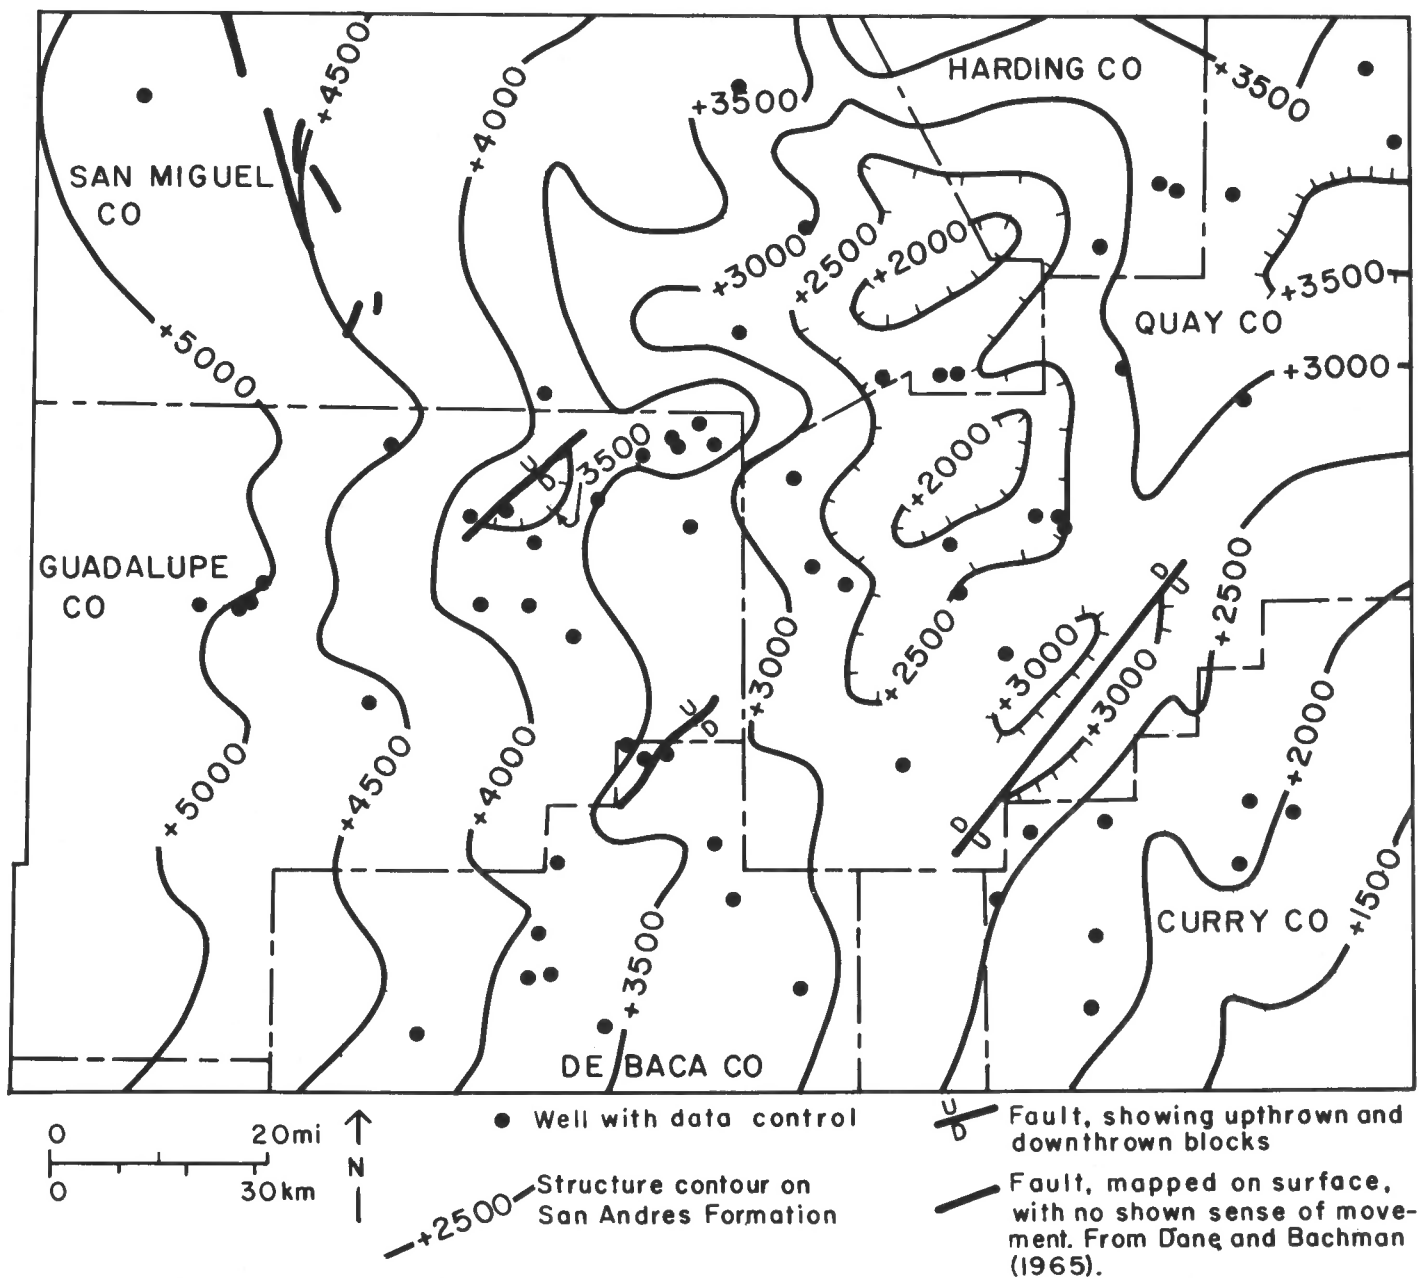 +4500
+4000
+3500
HARDING CO
+3500
SAN MIGUEL
CO
+3000
+2500
+2000
+3500
QUAY CO
+5000
+3000
3500
U
D
+2000
GUADALUPE
CO
D
U
+2500
+3000
+2500
+3000
+3000
U
D
+2000
+5000
+4500
+4000
D
U
+1500
CURRY CO
+3500
DE BACA CO
0 20mi
0 30km
N
Well with data control
+2500
Structure contour on
San Andres Formation
U
D
Fault, showing upthrown and
downthrown blocks
Fault, mapped on surface,
with no shown sense of move-
ment. From Dane and Bachman
(1965).